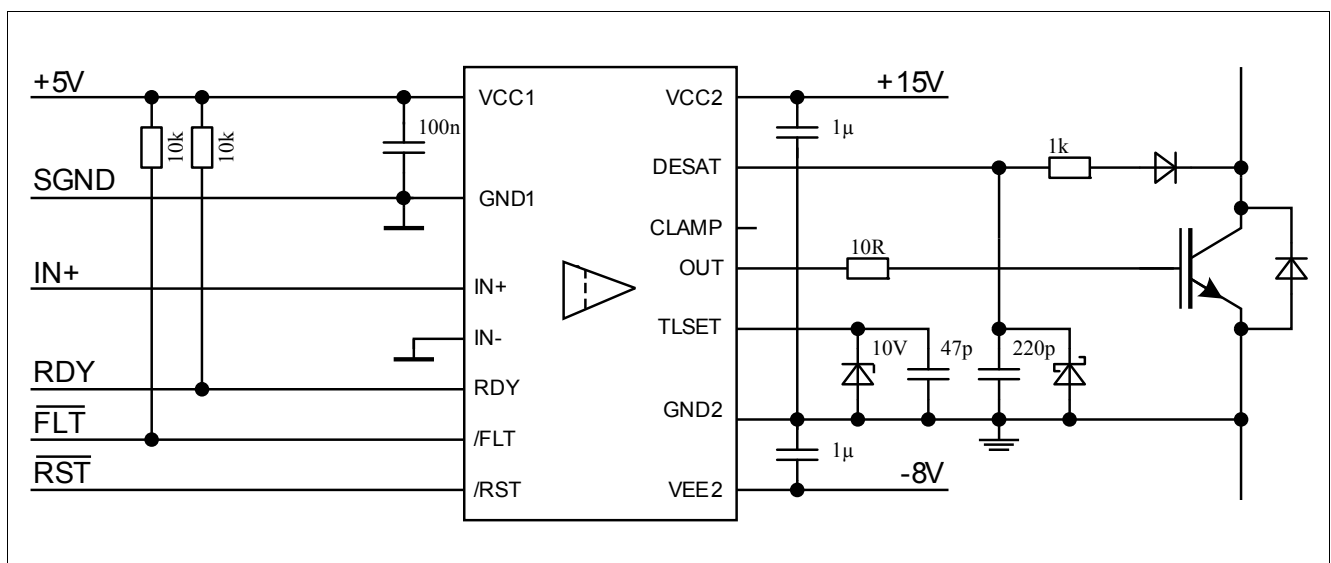 +5V
SGND
IN+
RDY
FLT
RST
10k
10k
100n
VCC1
GND1
IN+
IN-
RDY
/FLT
/RST
VCC2
DESAT
CLAMP
OUT
TLSET
GND2
VEE2
+15V
1µ
1k
10R
10V
47p
220p
1µ
-8V